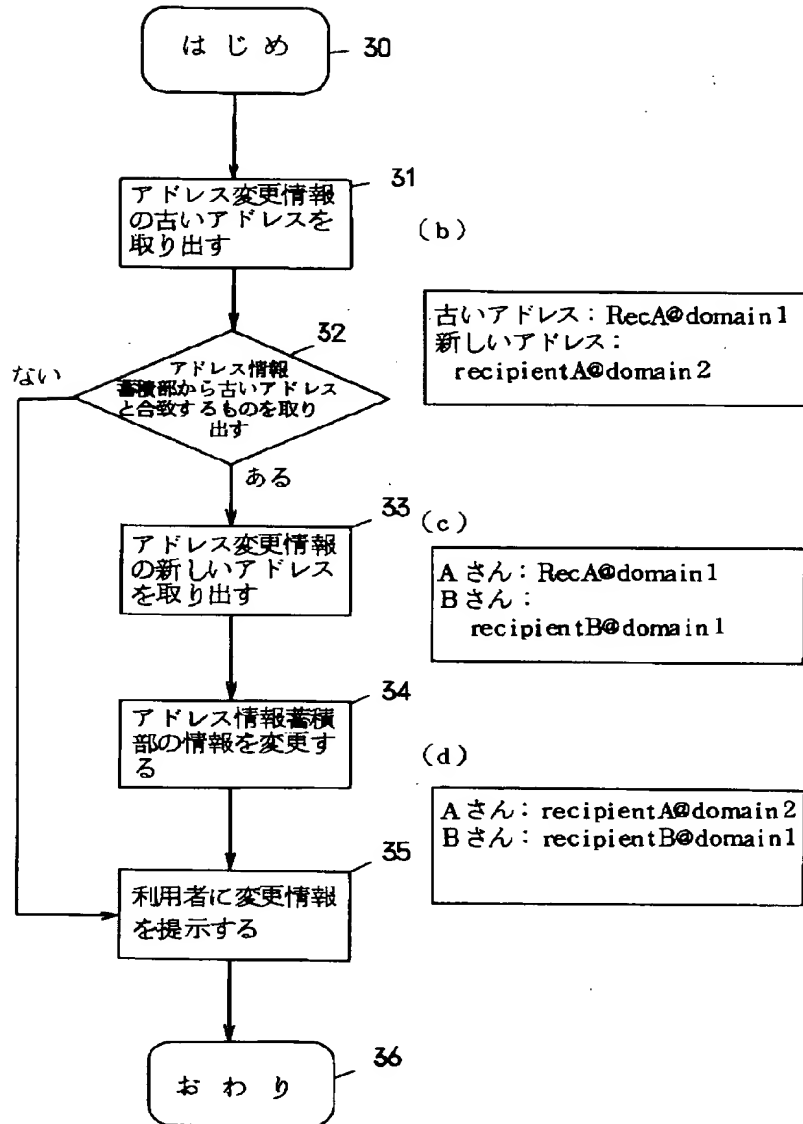 はじめ
30
31
アドレス変更情報
の古いアドレスを
取り出す
32
アドレス情報
蓄積部から古いアドレス
と合致するものを取り
出す
ない
ある
33
アドレス変更情報
の新しいアドレス
を取り出す
34
アドレス情報蓄積
部の情報を変更す
る
35
利用者に変更情報
を提示する
おわり
36
(b)
古いアドレス：RecA@domain1
新しいアドレス：
recipientA@domain2
(c)
Aさん：RecA@domain1
Bさん：
recipientB@domain1
(d)
Aさん：recipientA@domain2
Bさん：recipientB@domain1